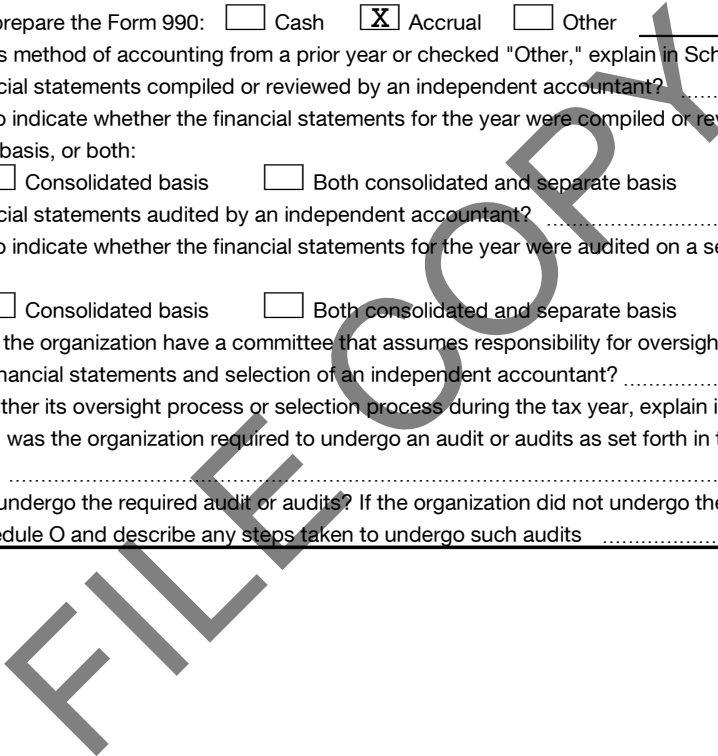 prepare the Form 990: Cash X Accrual Other
s method of accounting from a prior year or checked "Other," explain in Sch
cial statements compiled or reviewed by an independent accountant?
o indicate whether the financial statements for the year were compiled or rev
basis, or both:
Consolidated basis Both consolidated and separate basis
cial statements audited by an independent accountant?
o indicate whether the financial statements for the year were audited on a se
Consolidated basis Both consolidated and separate basis
the organization have a committee that assumes responsibility for oversigh
nancial statements and selection of an independent accountant?
ther its oversight process or selection process during the tax year, explain i
was the organization required to undergo an audit or audits as set forth in t
undergo the required audit or audits? If the organization did not undergo the
edule O and describe any steps taken to undergo such audits
FILE COPY